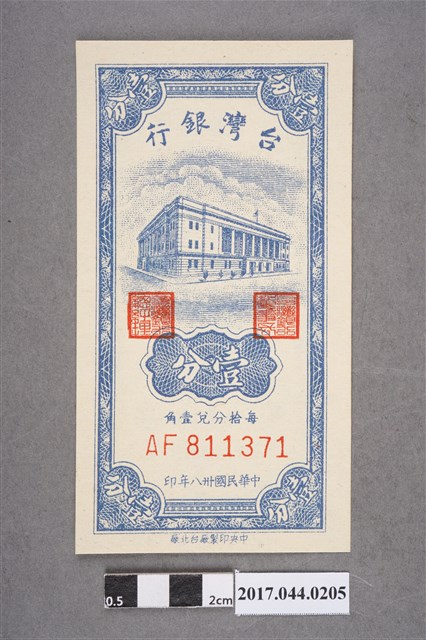 壹分 壹分
台灣銀行
壹分
每拾分兌壹角
AF 811371
中華民國卅八年印
壹分 壹分
中央印製廠台北廠
0.5 2cm
2017.044.0205